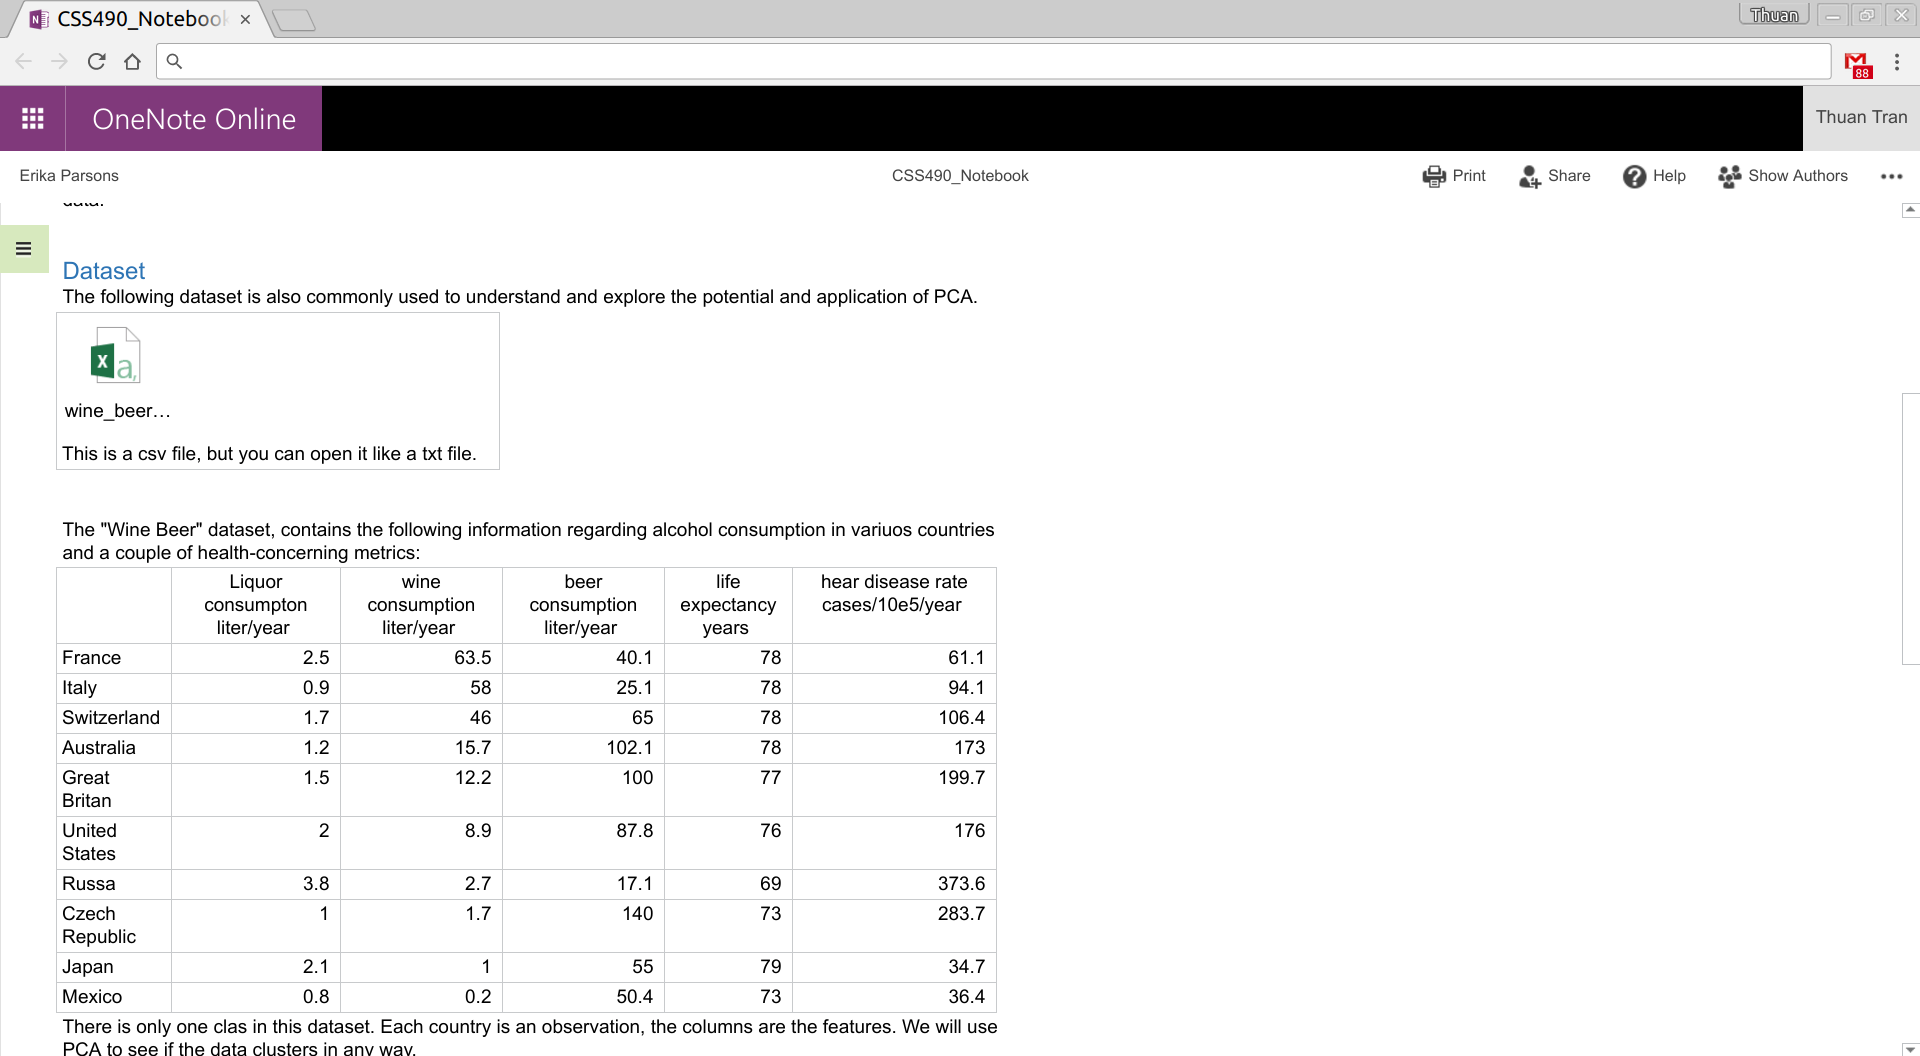 CSS490_Notebook
Thuan
88
OneNote Online
Thuan Tran
Erika Parsons
CSS490_Notebook
Print
Share
Help
Show Authors
data.
Dataset
The following dataset is also commonly used to understand and explore the potential and application of PCA.
wine_beer…
This is a csv file, but you can open it like a txt file.
The "Wine Beer" dataset, contains the following information regarding alcohol consumption in variuos countries
and a couple of health-concerning metrics:
Liquor consumpton liter/year wine consumption liter/year beer consumption liter/year life expectancy years hear disease rate cases/10e5/year
France 2.5 63.5 40.1 78 61.1
Italy 0.9 58 25.1 78 94.1
Switzerland 1.7 46 65 78 106.4
Australia 1.2 15.7 102.1 78 173
Great Britan 1.5 12.2 100 77 199.7
United States 2 8.9 87.8 76 176
Russa 3.8 2.7 17.1 69 373.6
Czech Republic 1 1.7 140 73 283.7
Japan 2.1 1 55 79 34.7
Mexico 0.8 0.2 50.4 73 36.4
There is only one clas in this dataset. Each country is an observation, the columns are the features. We will use
PCA to see if the data clusters in any way.